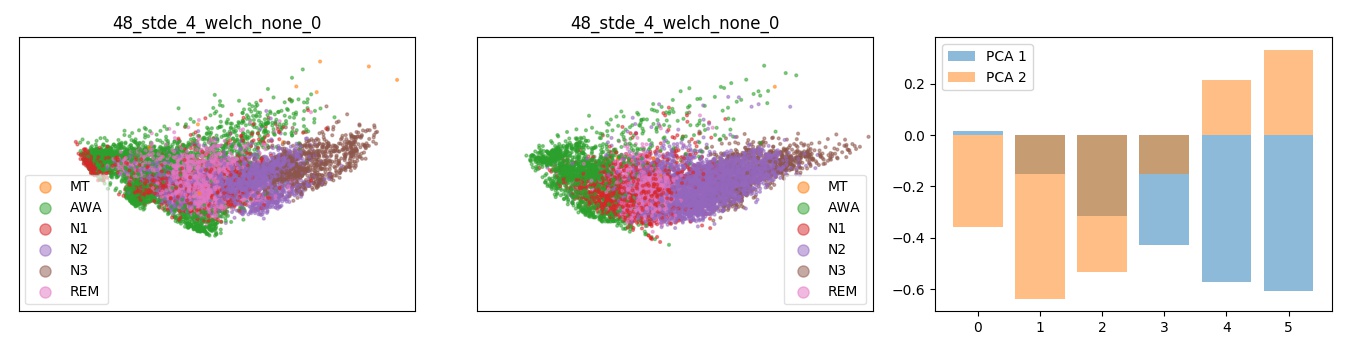 48_stde_4_welch_none_0
MT
AWA
N1
N2
N3
REM
48_stde_4_welch_none_0
MT
AWA
N1
N2
N3
REM
PCA 1
PCA 2
0.2
0.0
−0.2
−0.4
−0.6
0 1 2 3 4 5